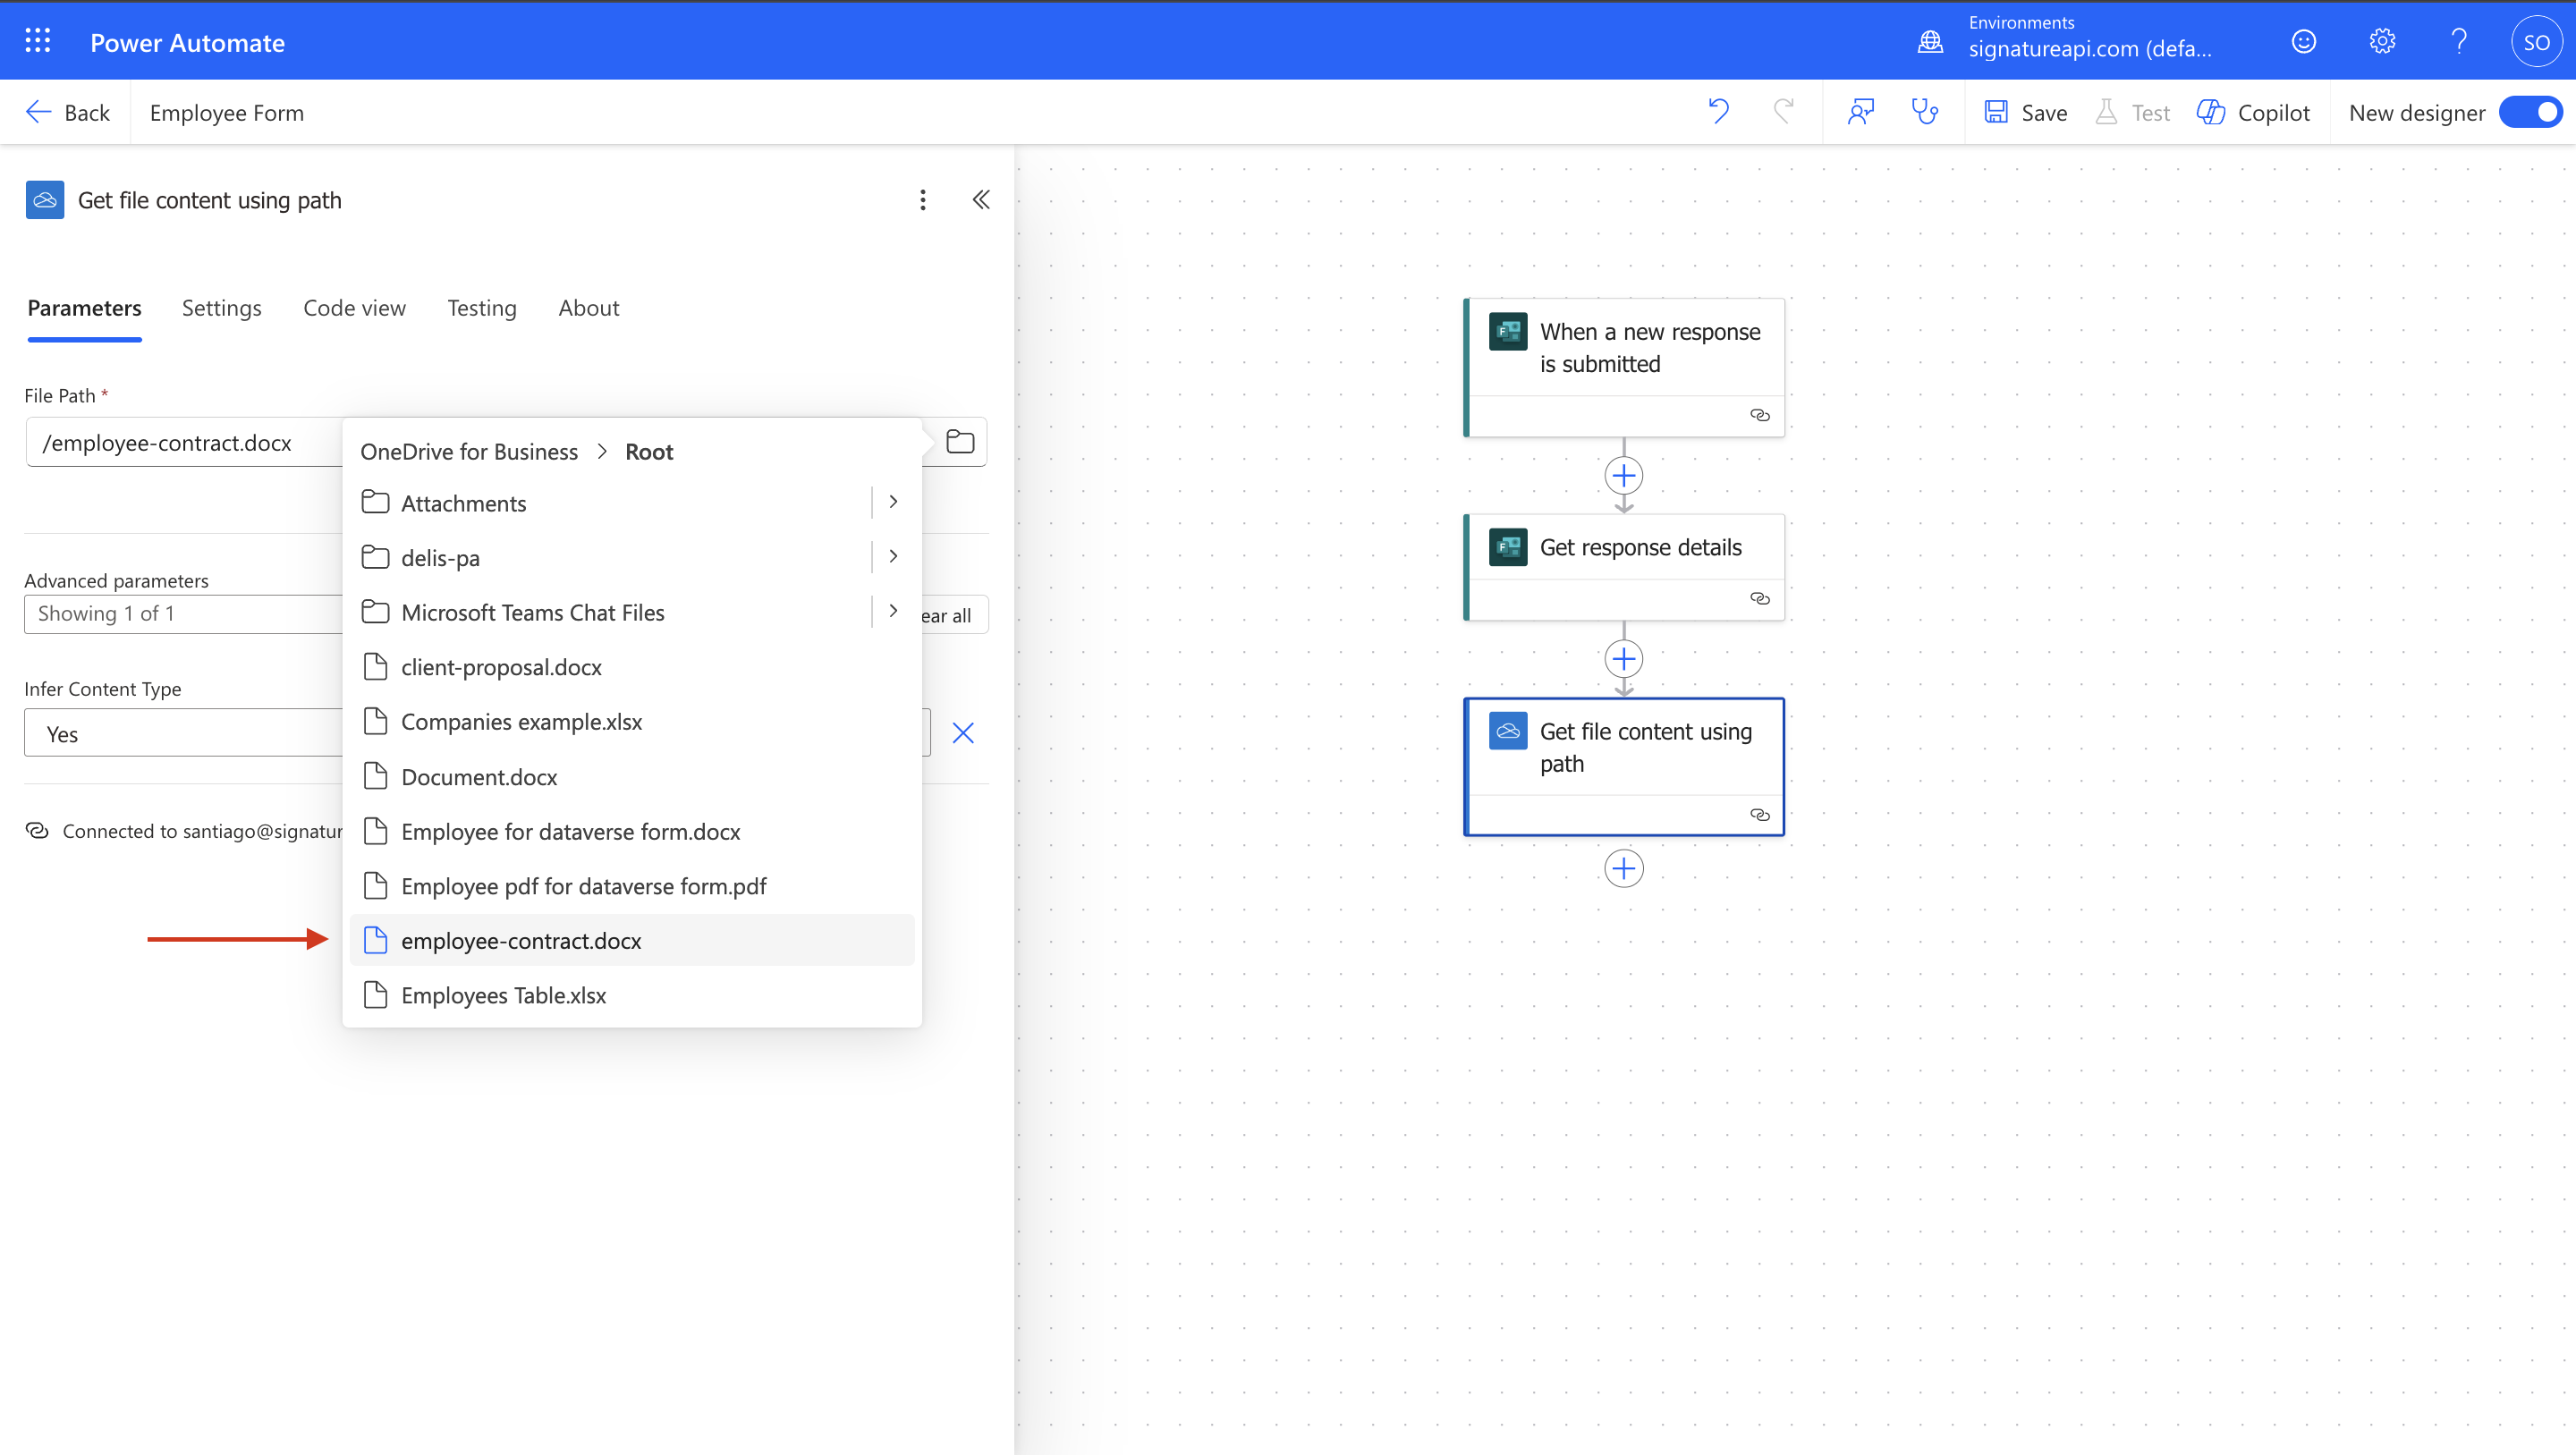 Power Automate
Environments
signatureapi.com (defa...
SO
Back
Employee Form
Save
Test
Copilot
New designer
Get file content using path
Parameters
Settings
Code view
Testing
About
File Path *
/employee-contract.docx
OneDrive for Business > Root
Attachments
delis-pa
Microsoft Teams Chat Files
client-proposal.docx
Companies example.xlsx
Document.docx
Employee for dataverse form.docx
Employee pdf for dataverse form.pdf
employee-contract.docx
Employees Table.xlsx
Advanced parameters
Showing 1 of 1
ear all
Infer Content Type
Yes
Connected to santiago@signatur
When a new response
is submitted
Get response details
Get file content using
path